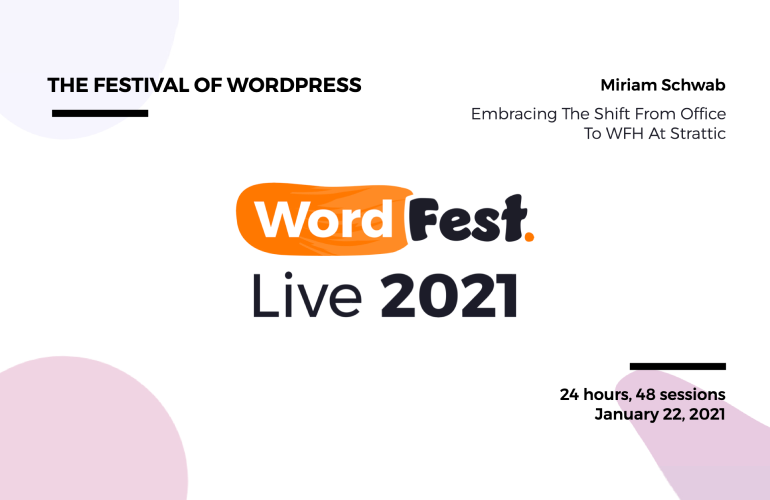 THE FESTIVAL OF WORDPRESS
Miriam Schwab
Embracing The Shift From Office
To WFH At Strattic
WordFest.
Live 2021
24 hours, 48 sessions
January 22, 2021